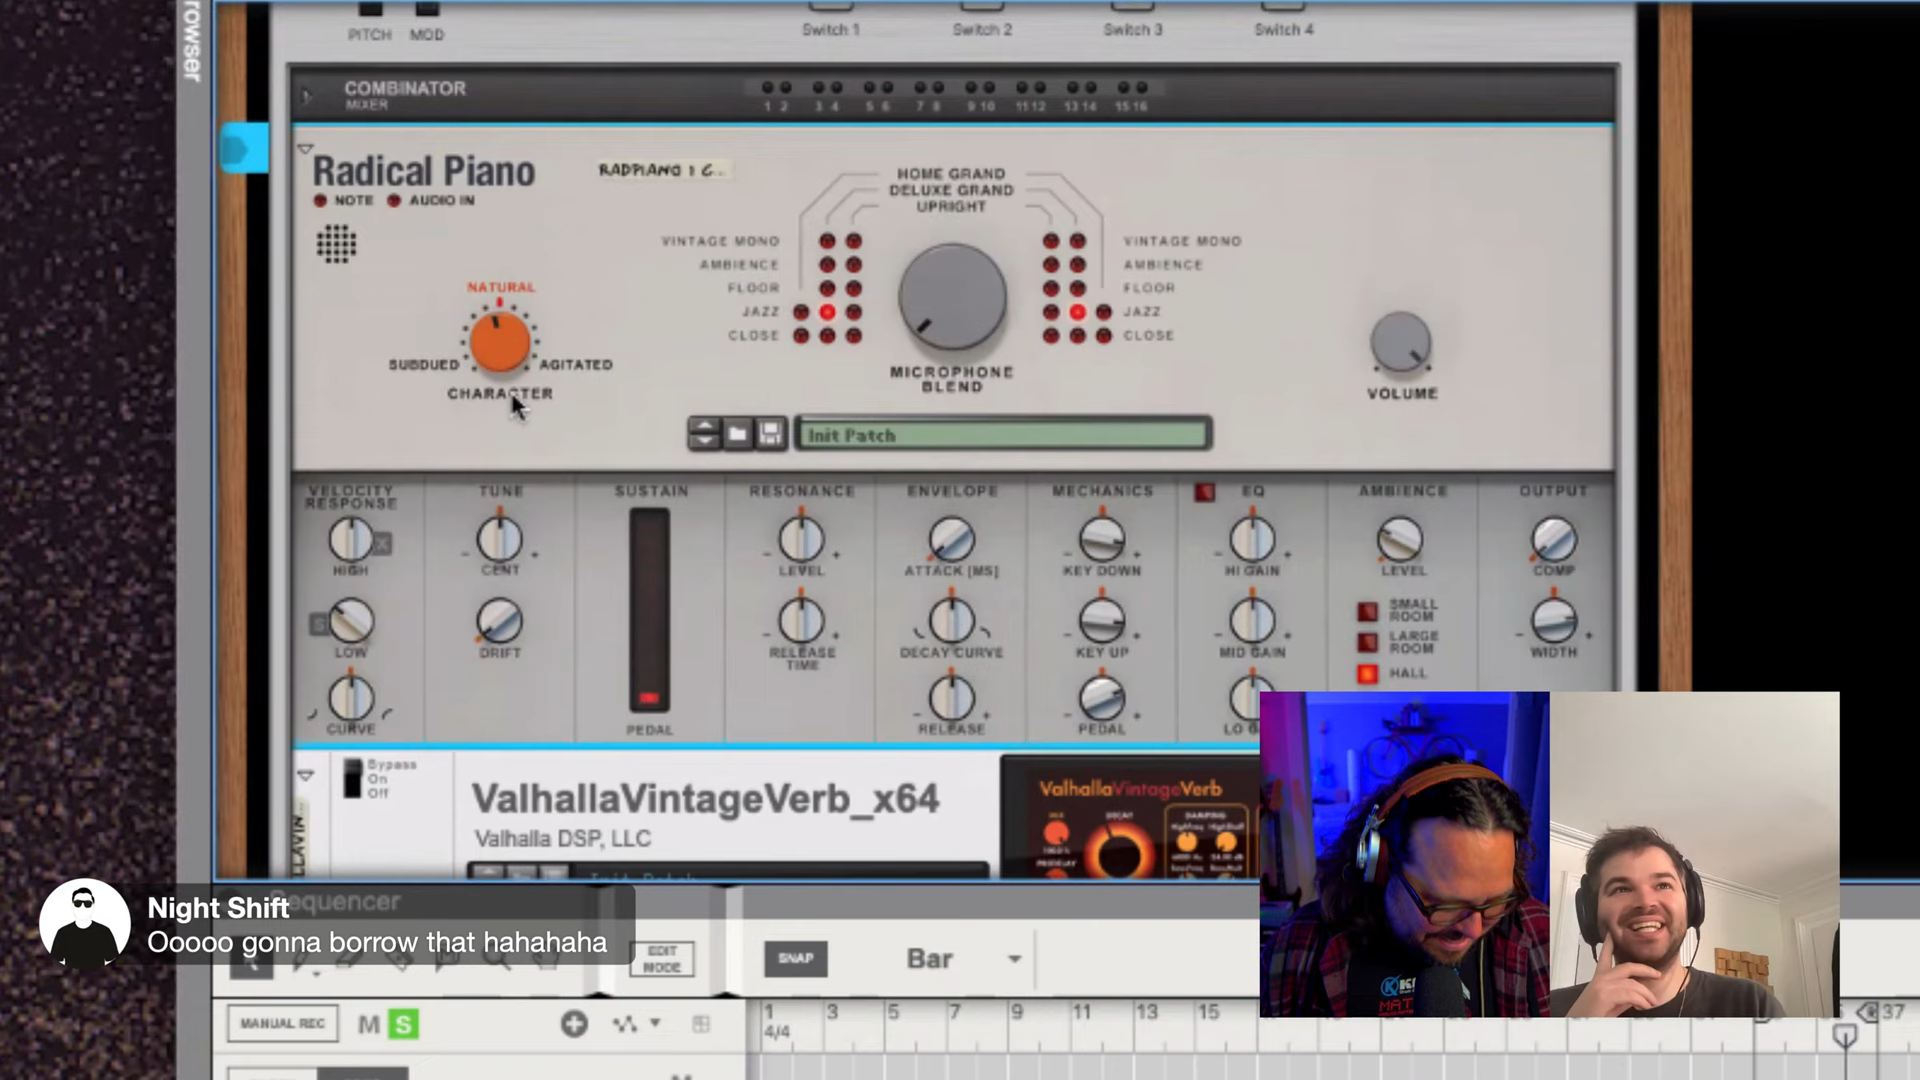 rowser
PITCH MOD
Switch 1 Switch 2 Switch 3 Switch 4
COMBINATOR
MIXER
1 2 3 4 5 6 7 8 9 10 11 12 13 14 15 16
Radical Piano
RADPIANO 1 C..
NOTE AUDIO IN
HOME GRAND
DELUXE GRAND
UPRIGHT
VINTAGE MONO
AMBIENCE
FLOOR
JAZZ
CLOSE
VINTAGE MONO
AMBIENCE
FLOOR
JAZZ
CLOSE
NATURAL
SUBDUED AGITATED
CHARACTER
MICROPHONE
BLEND
VOLUME
Init Patch
VELOCITY
RESPONSE
HIGH
LOW
CURVE
TUNE
CENT
DRIFT
SUSTAIN
PEDAL
RESONANCE
LEVEL
RELEASE
TIME
ENVELOPE
ATTACK [MS]
DECAY CURVE
RELEASE
MECHANICS
KEY DOWN
KEY UP
PEDAL
EQ
HI GAIN
MID GAIN
LO G
AMBIENCE
LEVEL
SMALL
ROOM
LARGE
ROOM
HALL
OUTPUT
COMP
WIDTH
Bypass
On
Off
ValhallaVintageVerb_x64
Valhalla DSP, LLC
ValhallaVintageVerb
MIX
DECAY
DAMPING
Night Shift
Ooooo gonna borrow that hahahaha
equencer
EDIT
MODE
SNAP
Bar
MANUAL REC
M S
1 3 5 7 9 11 13 15 37
4/4